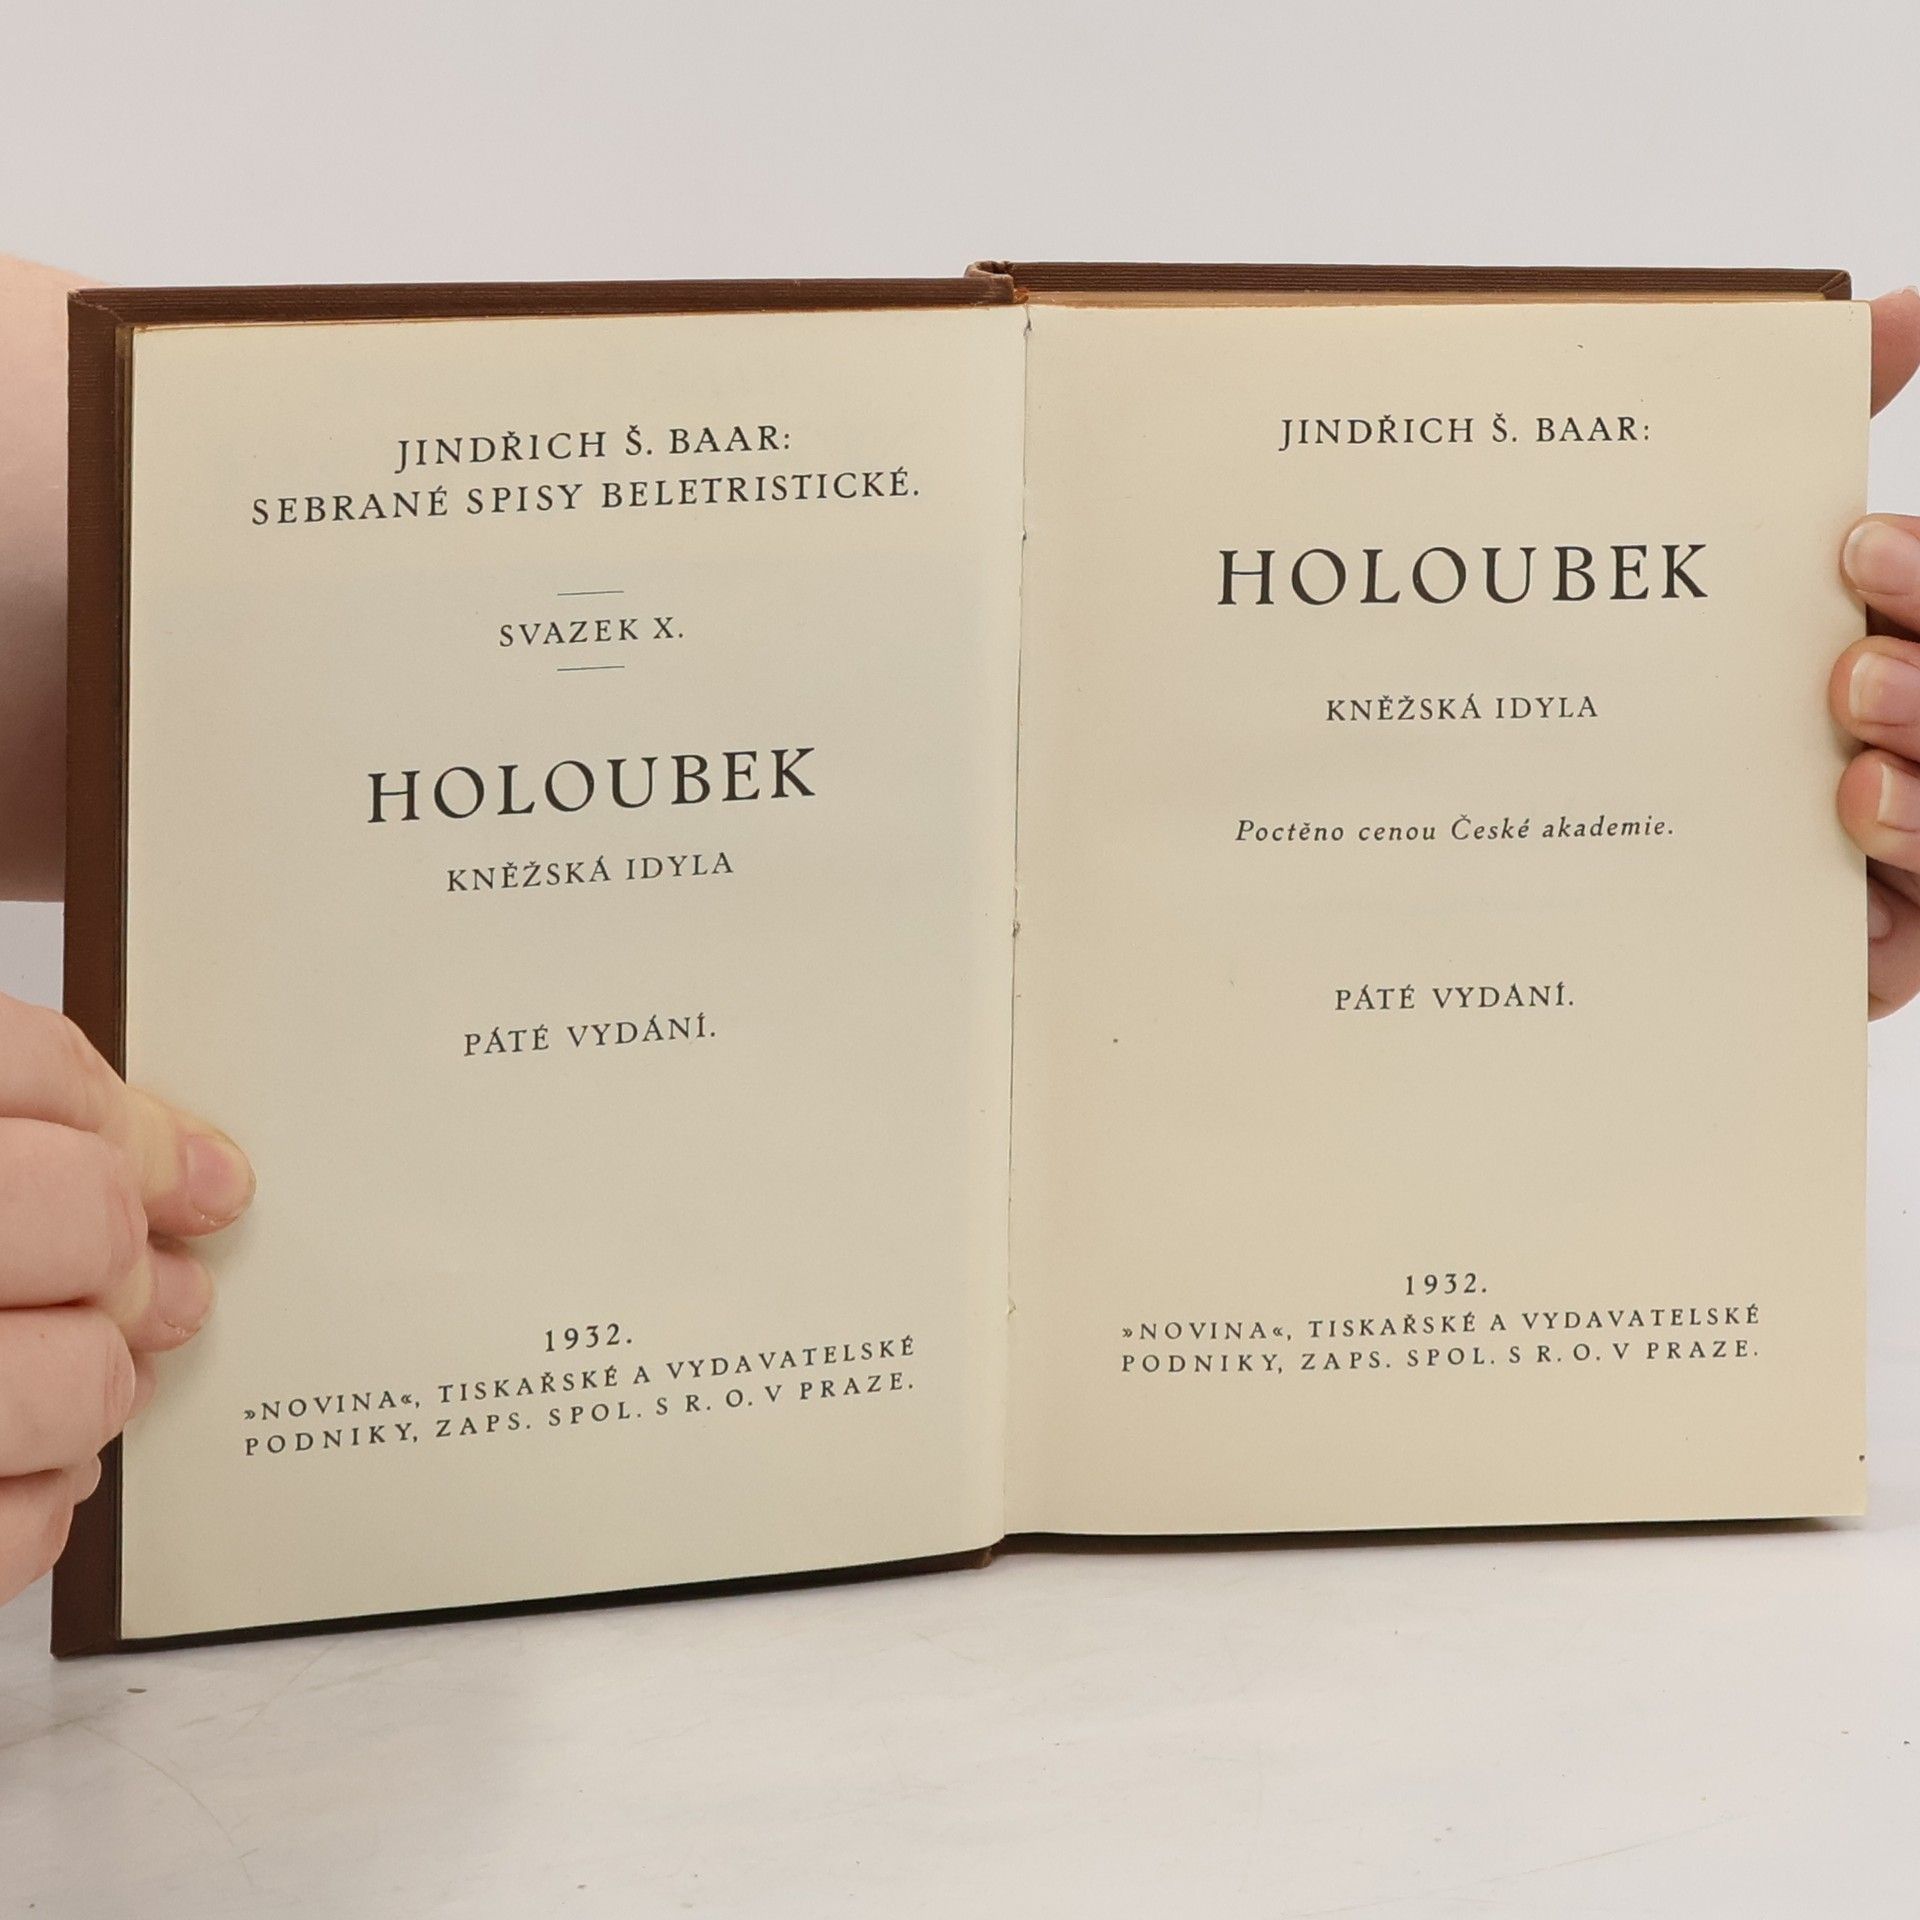 JINDŘICH Š. BAAR:
SEBRANÉ SPISY BELETRISTICKÉ.
SVAZEK X.
HOLOUBEK
KNĚŽSKÁ IDYLA
PÁTÉ VYDÁNÍ.
1932.
»NOVINA«, TISKAŘSKÉ A VYDAVATELSKÉ
PODNIKY, ZAPS. SPOL. S R. O. V PRAZE.
JINDŘICH Š. BAAR:
HOLOUBEK
KNĚŽSKÁ IDYLA
Poctěno cenou České akademie.
PÁTÉ VYDÁNÍ.
1932.
»NOVINA«, TISKAŘSKÉ A VYDAVATELSKÉ
PODNIKY, ZAPS. SPOL. S R. O. V PRAZE.